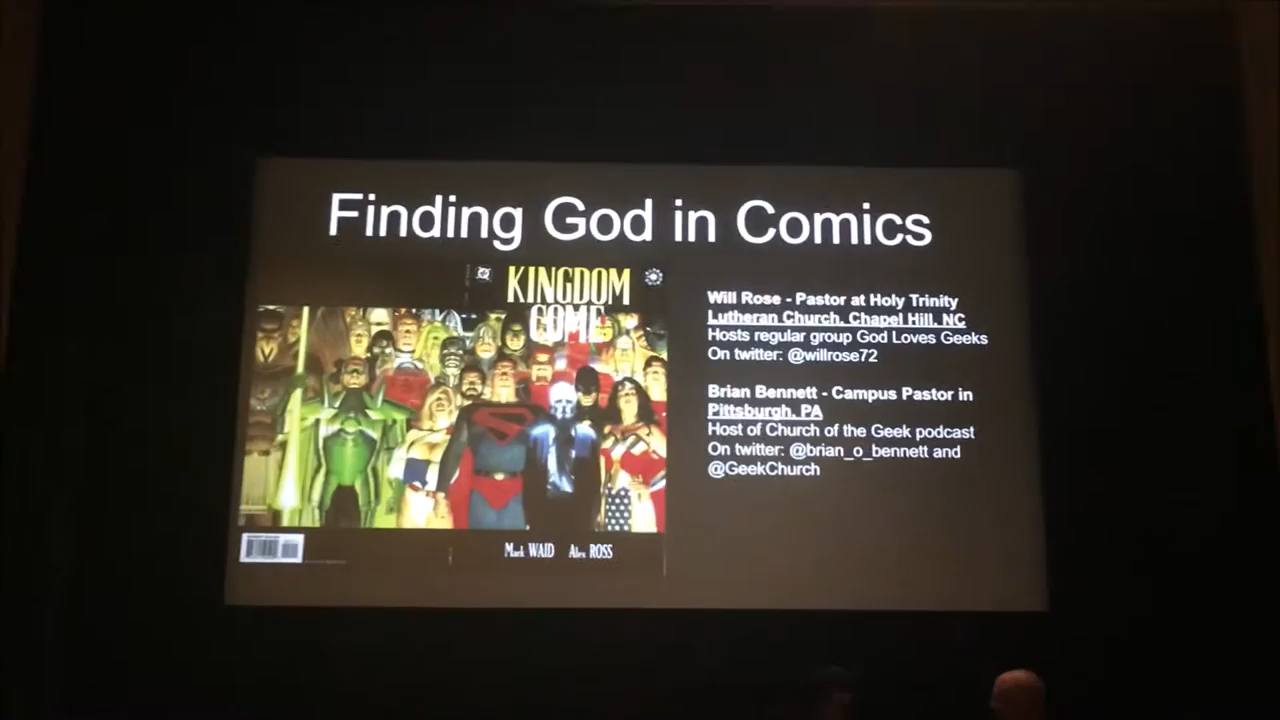 Finding God in Comics
KINGDOM
COME
Mark WAID Alex ROSS
Will Rose - Pastor at Holy Trinity
Lutheran Church, Chapel Hill, NC
Hosts regular group God Loves Geeks
On twitter: @willrose72
Brian Bennett - Campus Pastor in
Pittsburgh, PA
Host of Church of the Geek podcast
On twitter: @brian_o_bennett and
@GeekChurch